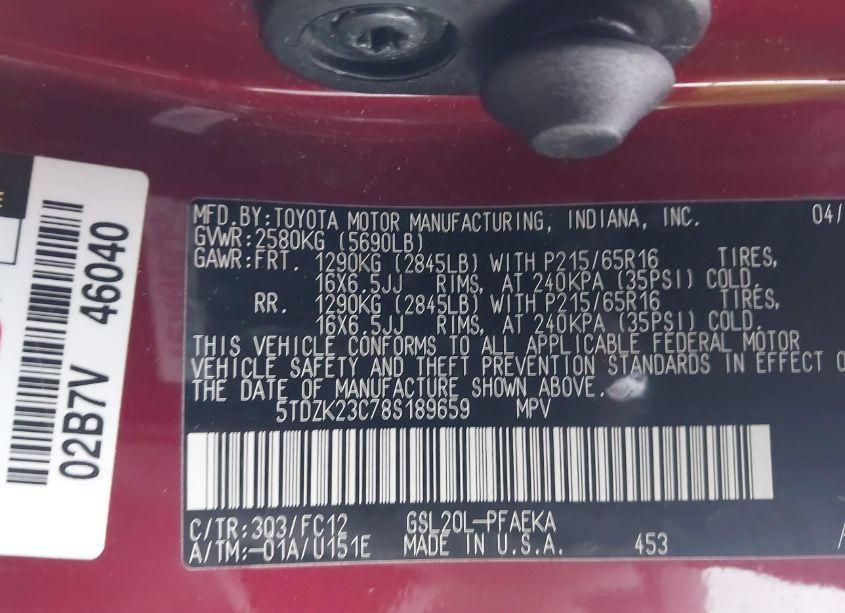 02B7V 46040
MFD.BY:TOYOTA MOTOR MANUFACTURING, INDIANA, INC. 04/
GVWR:2580KG (5690LB)
GAWR:FRT. 1290KG (2845LB) WITH P215/65R16 TIRES,
16X6.5JJ RIMS, AT 240KPA (35PSI) COLD.
RR. 1290KG (2845LB) WITH P215/65R16 TIRES,
16X6.5JJ RIMS, AT 240KPA (35PSI) COLD.
THIS VEHICLE CONFORMS TO ALL APPLICABLE FEDERAL MOTOR
VEHICLE SAFETY AND THEFT PREVENTION STANDARDS IN EFFECT O
THE DATE OF MANUFACTURE SHOWN ABOVE.
5TDZK23C78S189659 MPV
C/TR:3Q3/FC12 GSL20L-PFAEKA
A/TM:-01A/U151E MADE IN U.S.A. 453